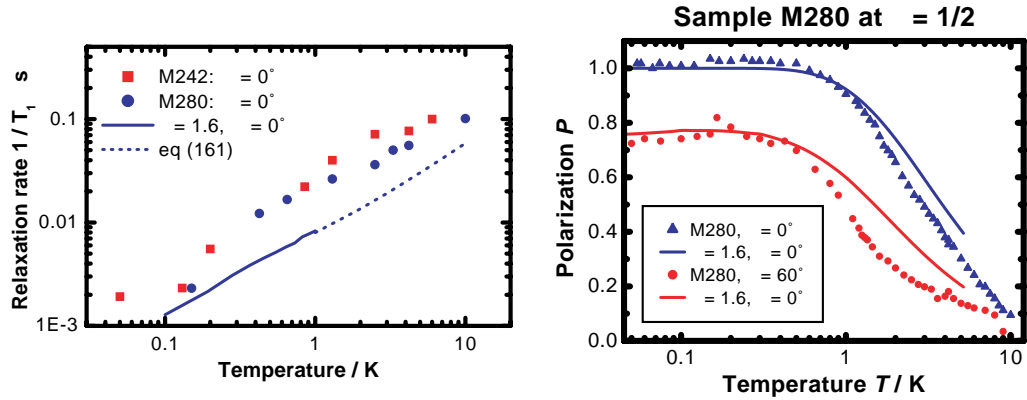 Relaxation rate 1 / T1 s
0.1
0.01
1E-3
M242: = 0°
M280: = 0°
= 1.6, = 0°
eq (161)
0.1 1 10
Temperature / K
Sample M280 at = 1/2
Polarization P
1.0
0.8
0.6
0.4
0.2
0.0
M280, = 0°
= 1.6, = 0°
M280, = 60°
= 1.6, = 0°
0.1 1 10
Temperature T / K